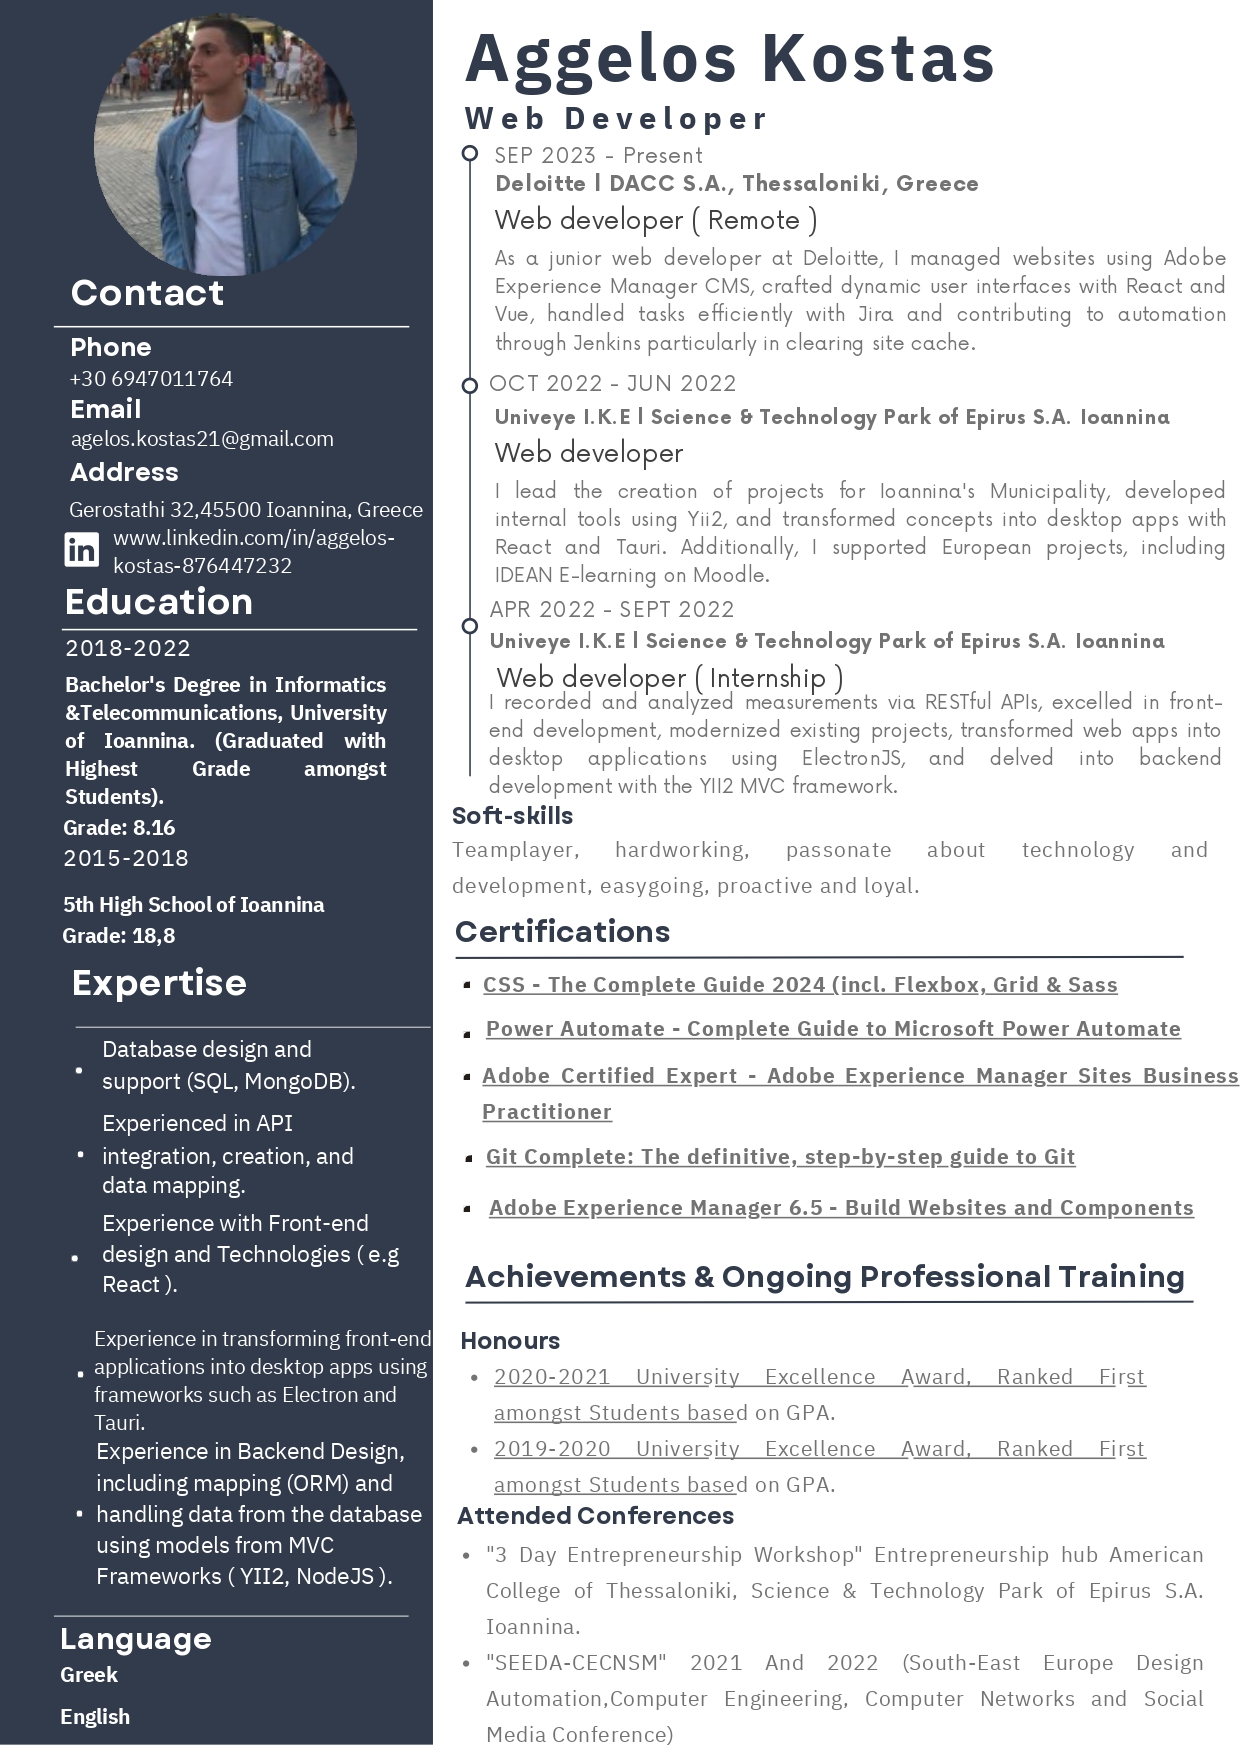 Contact
Phone
+30 6947011764
Email
agelos.kostas21@gmail.com
Address
Gerostathi 32,45500 Ioannina, Greece
in
www.linkedin.com/in/aggelos-
kostas-876447232
Education
2018-2022
Bachelor's Degree in Informatics
&Telecommunications, University
of Ioannina. (Graduated with
Highest Grade amongst
Students).
Grade: 8.16
2015-2018
5th High School of Ioannina
Grade: 18,8
Expertise
Database design and
support (SQL, MongoDB).
Experienced in API
integration, creation, and
data mapping.
Experience with Front-end
design and Technologies ( e.g
React ).
Experience in transforming front-end
applications into desktop apps using
frameworks such as Electron and
Tauri.
Experience in Backend Design,
including mapping (ORM) and
handling data from the database
using models from MVC
Frameworks ( YII2, NodeJS ).
Language
Greek
English
Aggelos Kostas
Web Developer
SEP 2023 - Present
Deloitte l DACC S.A., Thessaloniki, Greece
Web developer ( Remote )
As a junior web developer at Deloitte, I managed websites using Adobe
Experience Manager CMS, crafted dynamic user interfaces with React and
Vue, handled tasks efficiently with Jira and contributing to automation
through Jenkins particularly in clearing site cache.
OCT 2022 - JUN 2022
Univeye I.K.E l Science & Technology Park of Epirus S.A. Ioannina
Web developer
I lead the creation of projects for Ioannina's Municipality, developed
internal tools using Yii2, and transformed concepts into desktop apps with
React and Tauri. Additionally, I supported European projects, including
IDEAN E-learning on Moodle.
APR 2022 - SEPT 2022
Univeye I.K.E l Science & Technology Park of Epirus S.A. Ioannina
Web developer ( Internship )
I recorded and analyzed measurements via RESTful APIs, excelled in front-
end development, modernized existing projects, transformed web apps into
desktop applications using ElectronJS, and delved into backend
development with the YII2 MVC framework.
Soft-skills
Teamplayer, hardworking, passonate about technology and
development, easygoing, proactive and loyal.
Certifications
CSS - The Complete Guide 2024 (incl. Flexbox, Grid & Sass
Power Automate - Complete Guide to Microsoft Power Automate
Adobe Certified Expert - Adobe Experience Manager Sites Business
Practitioner
Git Complete: The definitive, step-by-step guide to Git
Adobe Experience Manager 6.5 - Build Websites and Components
Achievements & Ongoing Professional Training
Honours
• 2020-2021 University Excellence Award, Ranked First
amongst Students based on GPA.
• 2019-2020 University Excellence Award, Ranked First
amongst Students based on GPA.
Attended Conferences
• "3 Day Entrepreneurship Workshop" Entrepreneurship hub American
College of Thessaloniki, Science & Technology Park of Epirus S.A.
Ioannina.
• "SEEDA-CECNSM" 2021 And 2022 (South-East Europe Design
Automation,Computer Engineering, Computer Networks and Social
Media Conference)